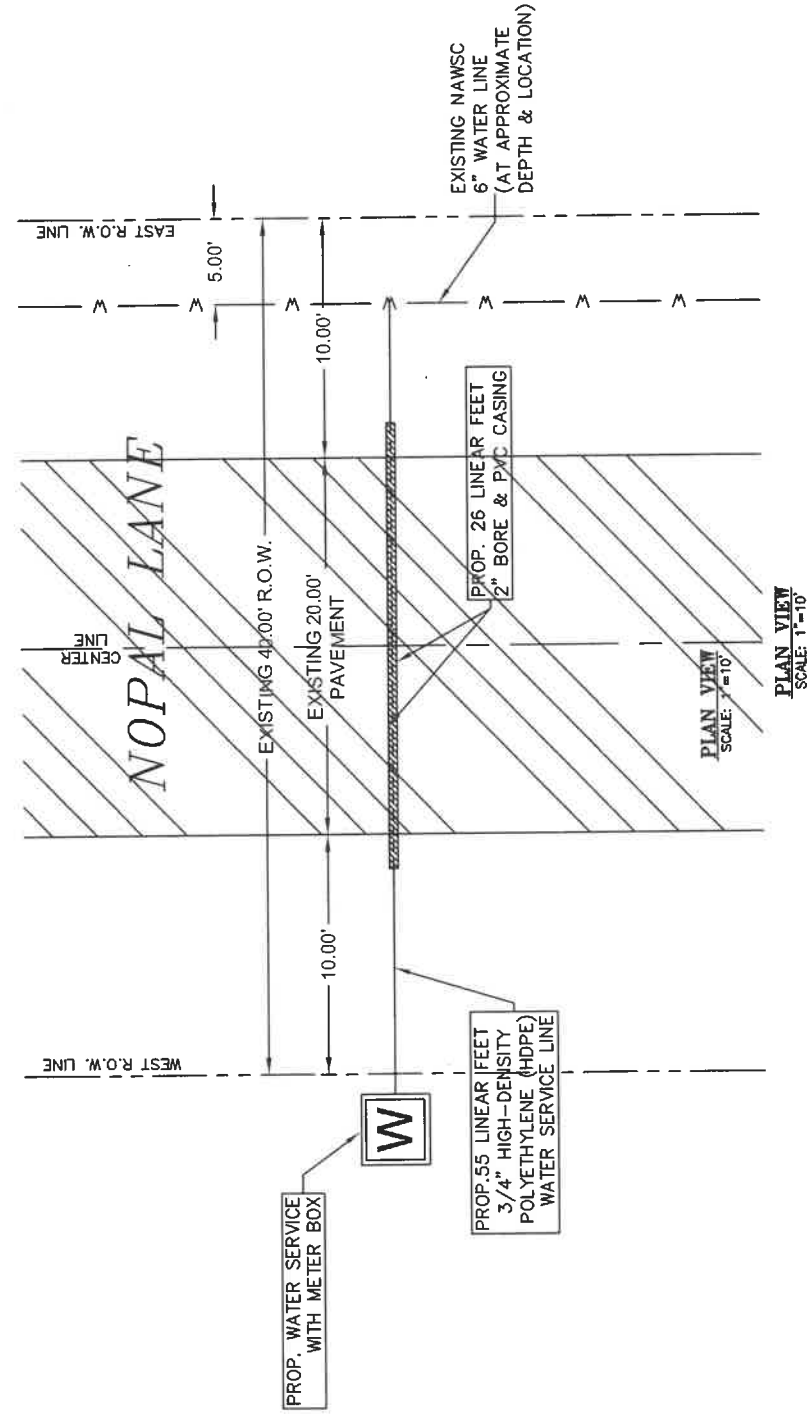 NOPAL LANE
CENTER
LINE
EAST R.O.W. LINE
WEST R.O.W. LINE
5.00'
EXISTING 40.00' R.O.W.
10.00'
EXISTING 20.00'
PAVEMENT
10.00'
W
W
W
W
W
W
EXISTING NAWSC
6" WATER LINE
(AT APPROXIMATE
DEPTH & LOCATION)
PROP. WATER SERVICE
WITH METER BOX
W
PROP. 26 LINEAR FEET
2" BORE & PVC CASING
PROP.55 LINEAR FEET
3/4" HIGH-DENSITY
POLYETHYLENE (HDPE)
WATER SERVICE LINE
PLAN VIEW
SCALE: 1"=10'
PLAN VIEW
SCALE: 1"=10'